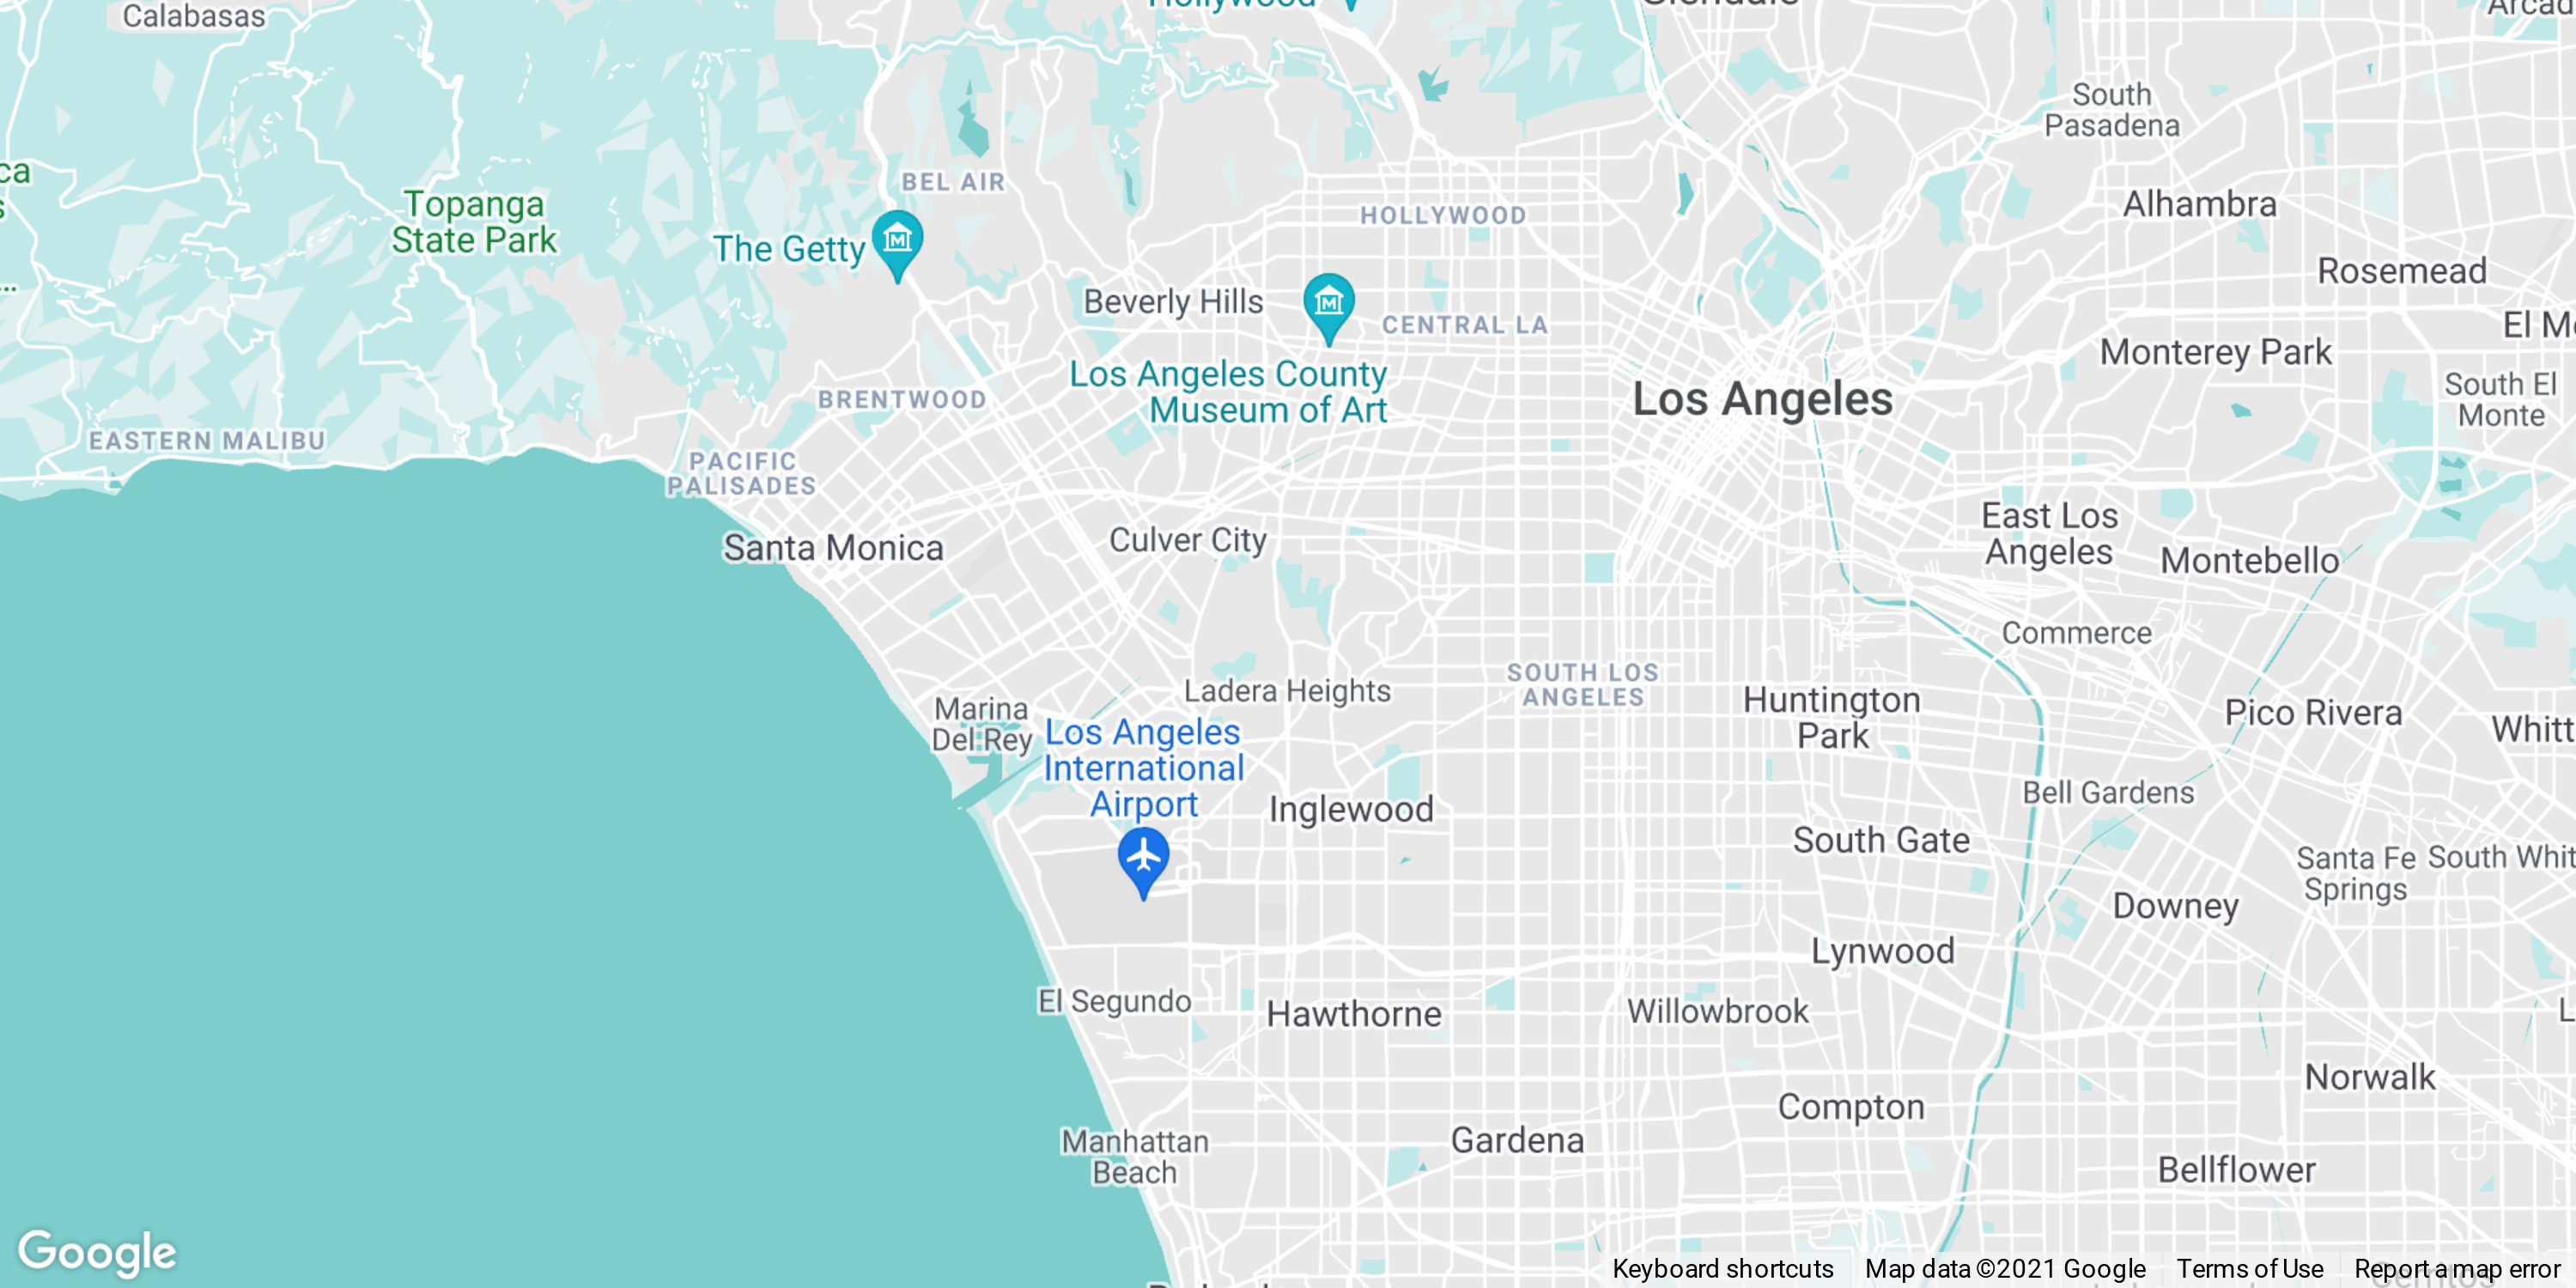 Calabasas
South
Pasadena
BEL AIR
Topanga
State Park
Alhambra
HOLLYWOOD
The Getty
Rosemead
Beverly Hills
CENTRAL LA
Monterey Park
Los Angeles County
Museum of Art
Los Angeles
South El
Monte
BRENTWOOD
EASTERN MALIBU
PACIFIC
PALISADES
Santa Monica
Culver City
East Los
Angeles
Montebello
Commerce
SOUTH LOS
ANGELES
Ladera Heights
Huntington
Park
Marina
Del Rey
Los Angeles
International
Airport
Pico Rivera
Inglewood
Bell Gardens
South Gate
Santa Fe
Springs
South Whit
Downey
Lynwood
El Segundo
Hawthorne
Willowbrook
Norwalk
Compton
Manhattan
Beach
Gardena
Bellflower
Google
Keyboard shortcuts
Map data ©2021 Google
Terms of Use
Report a map error